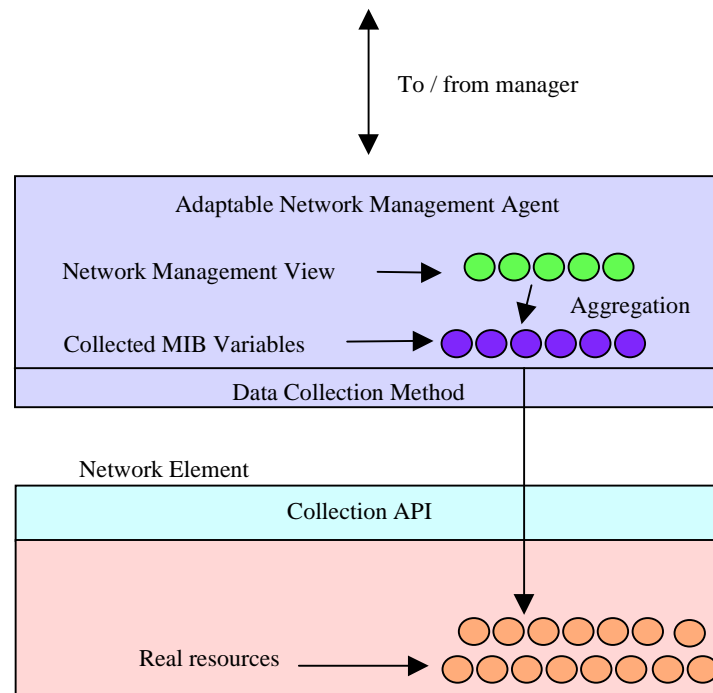 To / from manager
Adaptable Network Management Agent
Network Management View
Aggregation
Collected MIB Variables
Data Collection Method
Network Element
Collection API
Real resources